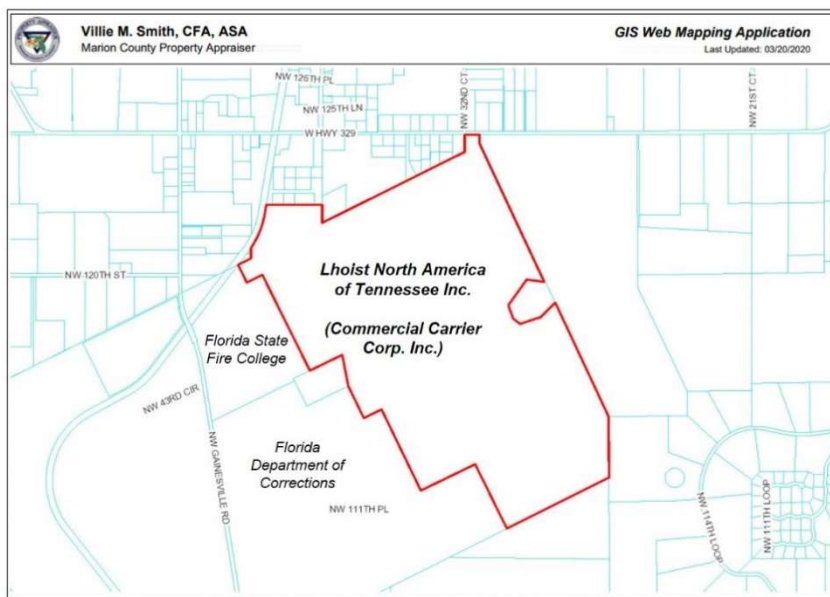 Villie M. Smith, CFA, ASA
Marion County Property Appraiser
GIS Web Mapping Application
Last Updated: 03/20/2020
NW 126TH PL
NW 125TH LN
W HWY 329
NW 32ND CT
NW 21ST CT
NW 120TH ST
Lhoist North America
of Tennessee Inc.
(Commercial Carrier
Corp. Inc.)
Florida State
Fire College
NW 43RD CIR
NW GAINESVILLE RD
Florida
Department of
Corrections
NW 111TH PL
NW 114TH LOOP
NW 111TH LOOP